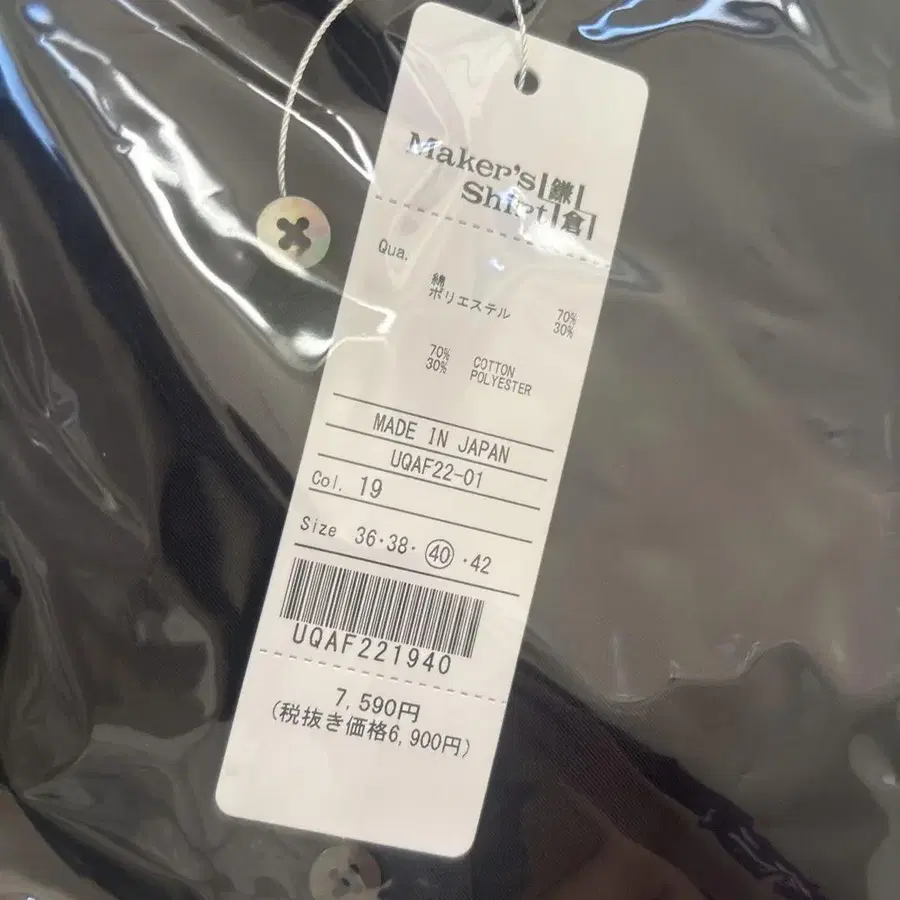 Maker's
Shirt 鎌倉
Qua.
綿 70%
ポリエステル 30%
70% COTTON
30% POLYESTER
MADE IN JAPAN
UQAF22-01
Col. 19
Size 36・38・40・42
UQAF221940
7,590円
(税抜き価格6,900円)